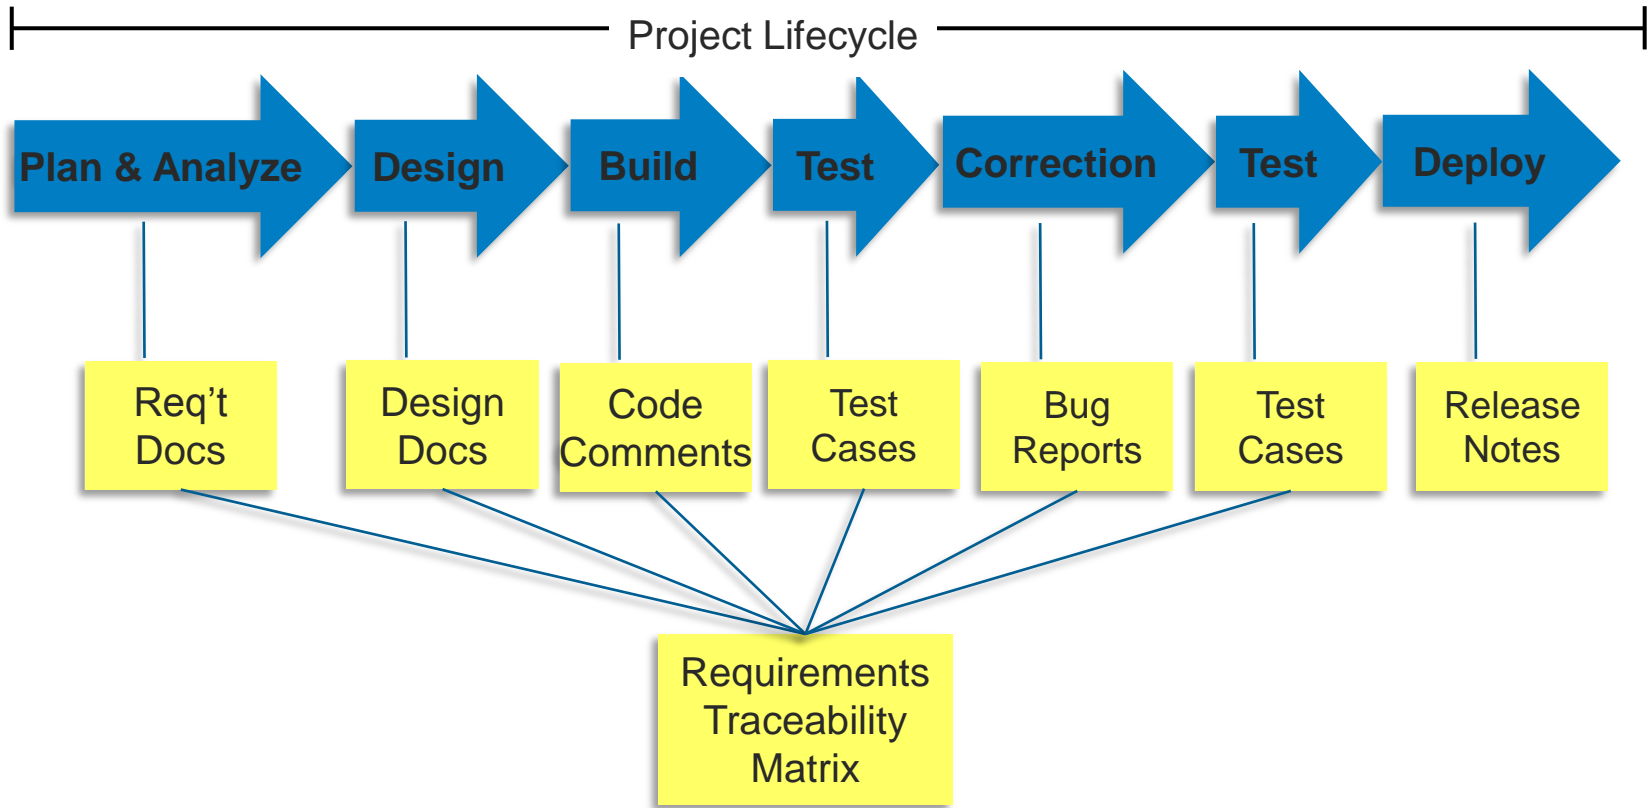 Project Lifecycle
Plan & Analyze
Design
Build
Test
Correction
Test
Deploy
Req’t
Docs
Design
Docs
Code
Comments
Test
Cases
Bug
Reports
Test
Cases
Release
Notes
Requirements
Traceability
Matrix